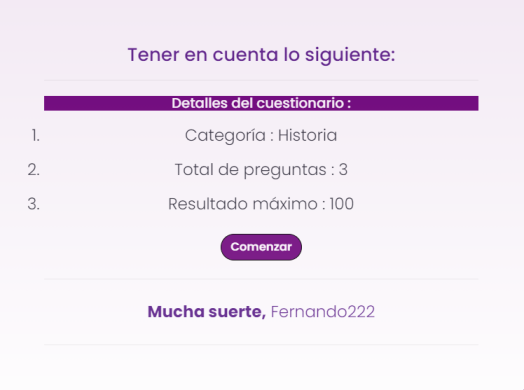 Tener en cuenta lo siguiente:
Detalles del cuestionario :
1. Categoría : Historia
2. Total de preguntas : 3
3. Resultado máximo : 100
Comenzar
Mucha suerte, Fernando222